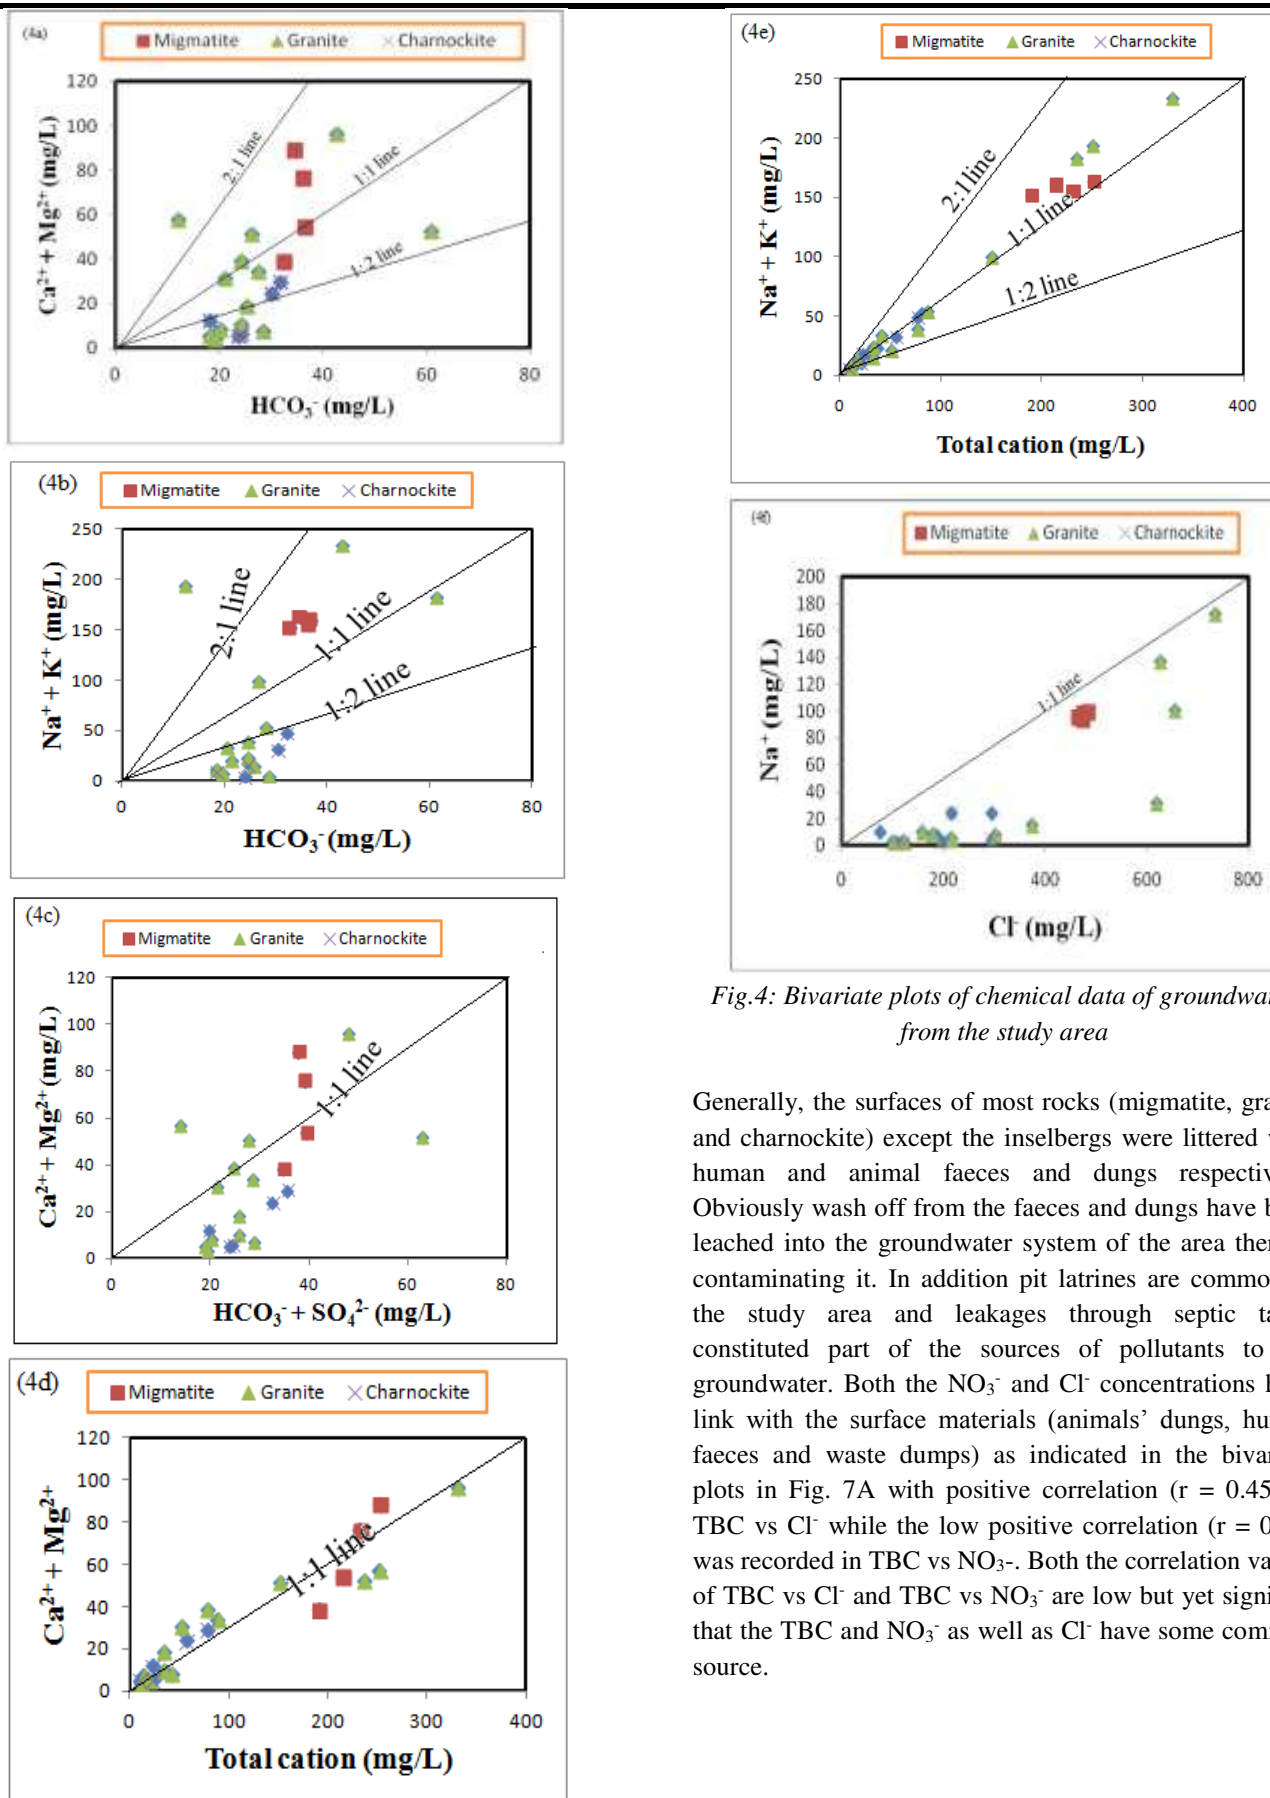 (4a)
Migmatite Granite Charnockite
Ca²⁺ + Mg²⁺ (mg/L)
120
100
80
60
40
20
0
2:1 line
1:1 line
1:2 line
0 20 40 60 80
HCO₃⁻ (mg/L)
(4b)
Migmatite Granite Charnockite
Na⁺ + K⁺ (mg/L)
250
200
150
100
50
0
2:1 line
1:1 line
1:2 line
0 20 40 60 80
HCO₃⁻ (mg/L)
(4c)
Migmatite Granite Charnockite
Ca²⁺ + Mg²⁺ (mg/L)
120
100
80
60
40
20
0
1:1 line
0 20 40 60 80
HCO₃⁻ + SO₄²⁻ (mg/L)
(4d)
Migmatite Granite Charnockite
Ca²⁺ + Mg²⁺
120
100
80
60
40
20
0
1:1 line
0 100 200 300 400
Total cation (mg/L)
(4e)
Migmatite Granite Charnockite
Na⁺ + K⁺ (mg/L)
250
200
150
100
50
0
2:1 line
1:1 line
1:2 line
0 100 200 300 400
Total cation (mg/L)
(4f)
Migmatite Granite Charnockite
Na⁺ (mg/L)
200
180
160
140
120
100
80
60
40
20
0
1:1 line
0 200 400 600 800
Cl⁻ (mg/L)
Fig.4: Bivariate plots of chemical data of groundwa
from the study area
Generally, the surfaces of most rocks (migmatite, gra
and charnockite) except the inselbergs were littered
human and animal faeces and dungs respectiv
Obviously wash off from the faeces and dungs have b
leached into the groundwater system of the area ther
contaminating it. In addition pit latrines are commo
the study area and leakages through septic ta
constituted part of the sources of pollutants to
groundwater. Both the NO₃⁻ and Cl⁻ concentrations h
link with the surface materials (animals’ dungs, hu
faeces and waste dumps) as indicated in the bivar
plots in Fig. 7A with positive correlation (r = 0.45
TBC vs Cl⁻ while the low positive correlation (r = 0
was recorded in TBC vs NO₃-. Both the correlation va
of TBC vs Cl⁻ and TBC vs NO₃⁻ are low but yet signi
that the TBC and NO₃⁻ as well as Cl⁻ have some com
source.